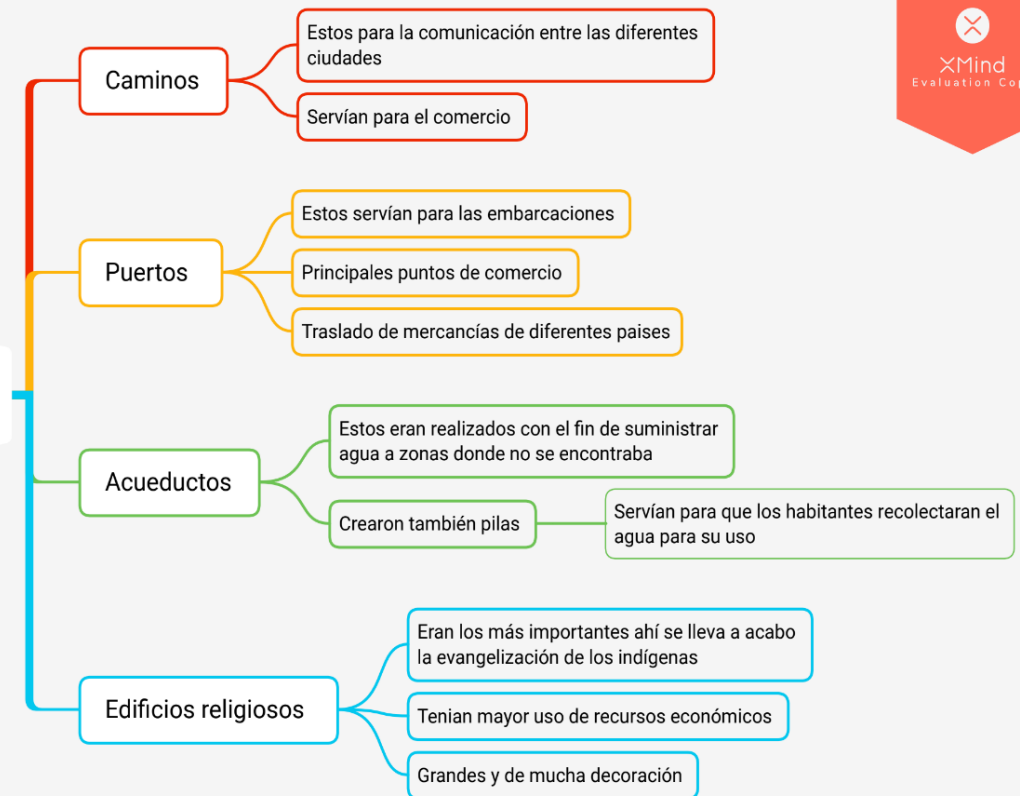 XMind
Evaluation Cop
Caminos
Estos para la comunicación entre las diferentes
ciudades
Servían para el comercio
Puertos
Estos servían para las embarcaciones
Principales puntos de comercio
Traslado de mercancías de diferentes paises
Acueductos
Estos eran realizados con el fin de suministrar
agua a zonas donde no se encontraba
Crearon también pilas
Servían para que los habitantes recolectaran el
agua para su uso
Edificios religiosos
Eran los más importantes ahí se lleva a acabo
la evangelización de los indígenas
Tenian mayor uso de recursos económicos
Grandes y de mucha decoración